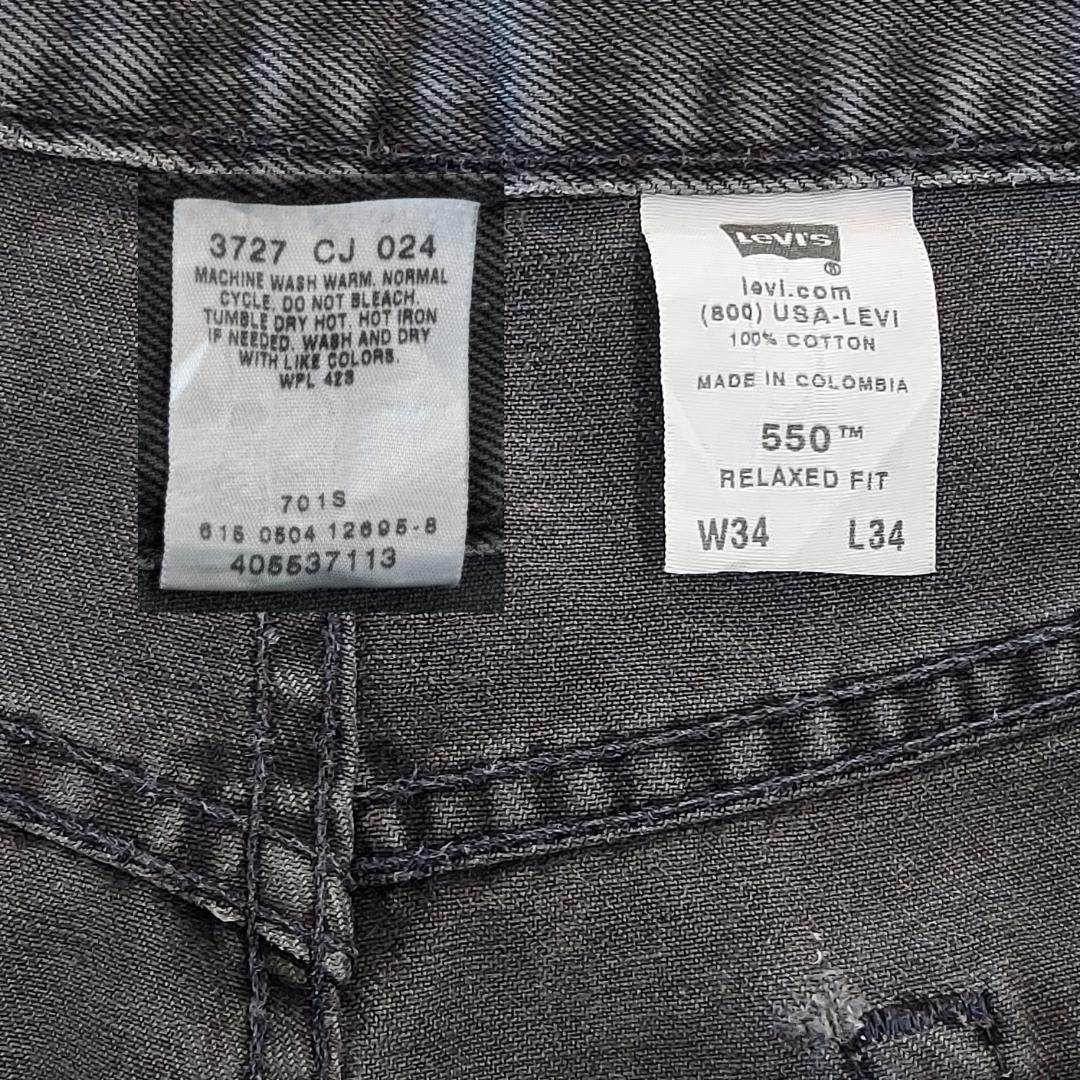 3727 CJ 024
MACHINE WASH WARM, NORMAL
CYCLE. DO NOT BLEACH.
TUMBLE DRY HOT. HOT IRON
IF NEEDED. WASH AND DRY
WITH LIKE COLORS.
WPL 423
701S
615 0504 12695-8
405537113
Levi's
®
levi.com
(800) USA-LEVI
100% COTTON
MADE IN COLOMBIA
550™
RELAXED FIT
W34 L34